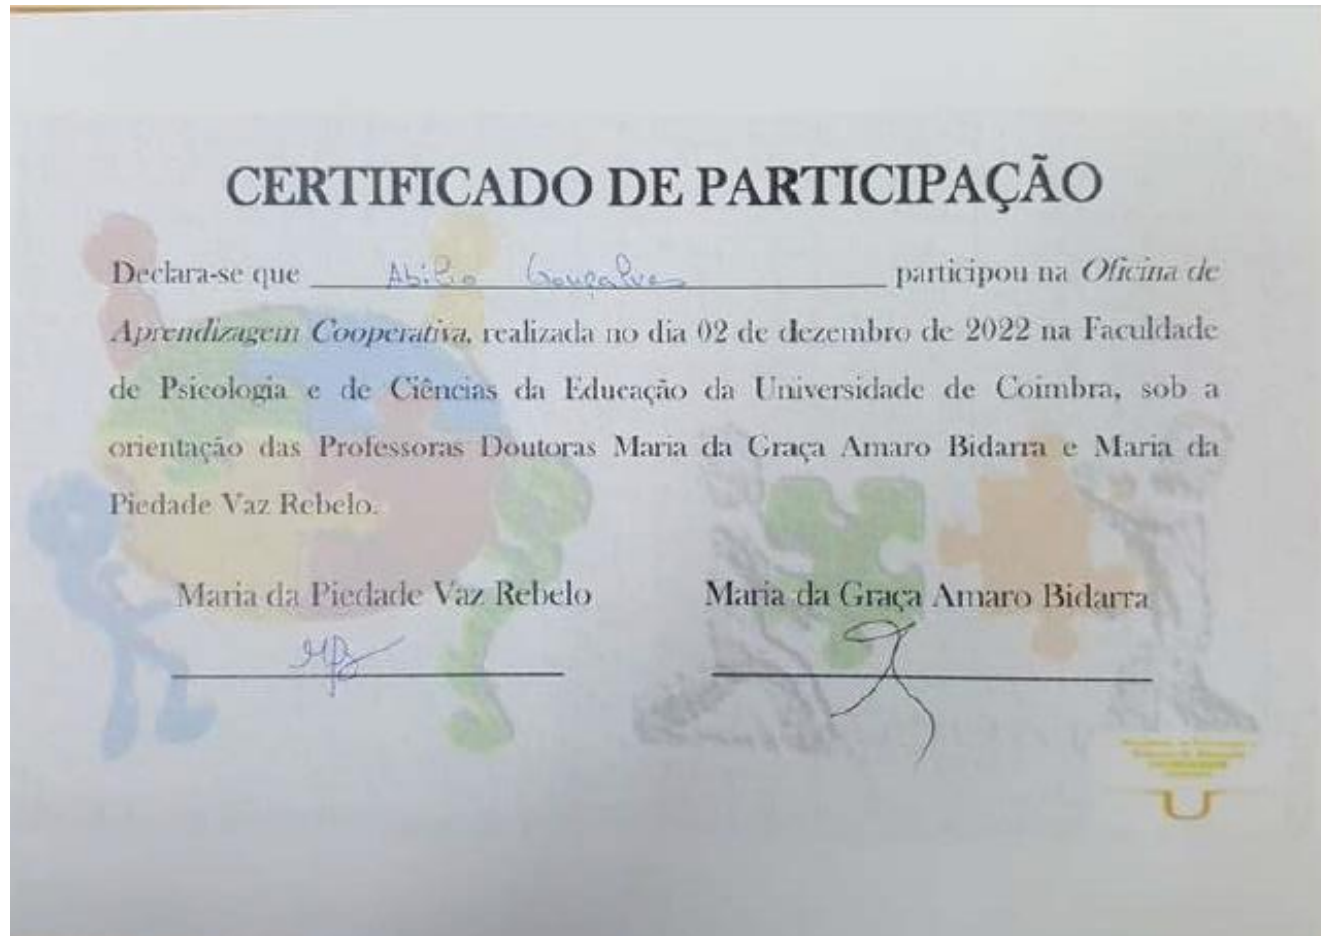 CERTIFICADO DE PARTICIPAÇÃO
Declara-se que Abílio Gonçalves participou na Oficina de
Aprendizagem Cooperativa, realizada no dia 02 de dezembro de 2022 na Faculdade
de Psicologia e de Ciências da Educação da Universidade de Coimbra, sob a
orientação das Professoras Doutoras Maria da Graça Amaro Bidarra e Maria da
Piedade Vaz Rebelo.
Maria da Piedade Vaz Rebelo Maria da Graça Amaro Bidarra